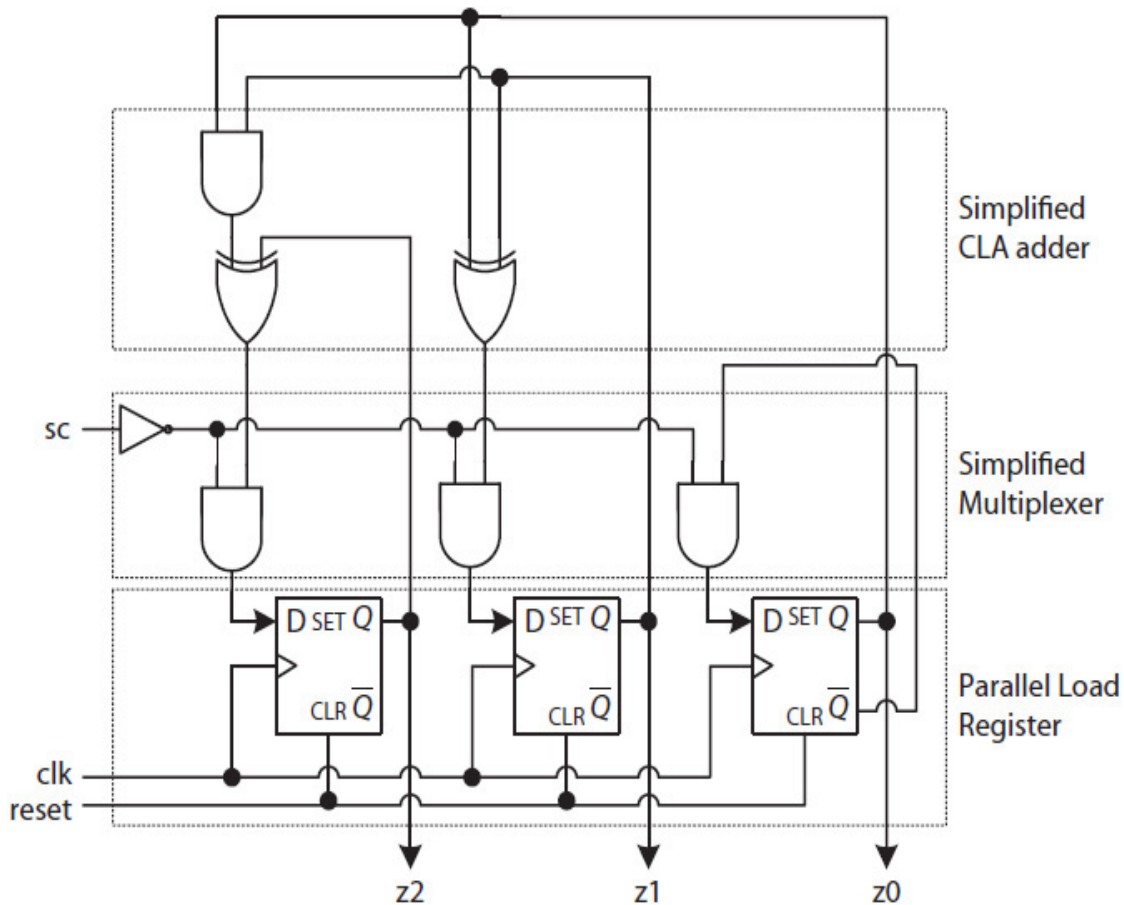 Simplified
CLA adder
sc
Simplified
Multiplexer
D SET Q
CLR Q̅
D SET Q
CLR Q̅
D SET Q
CLR Q̅
Parallel Load
Register
clk
reset
z2
z1
z0